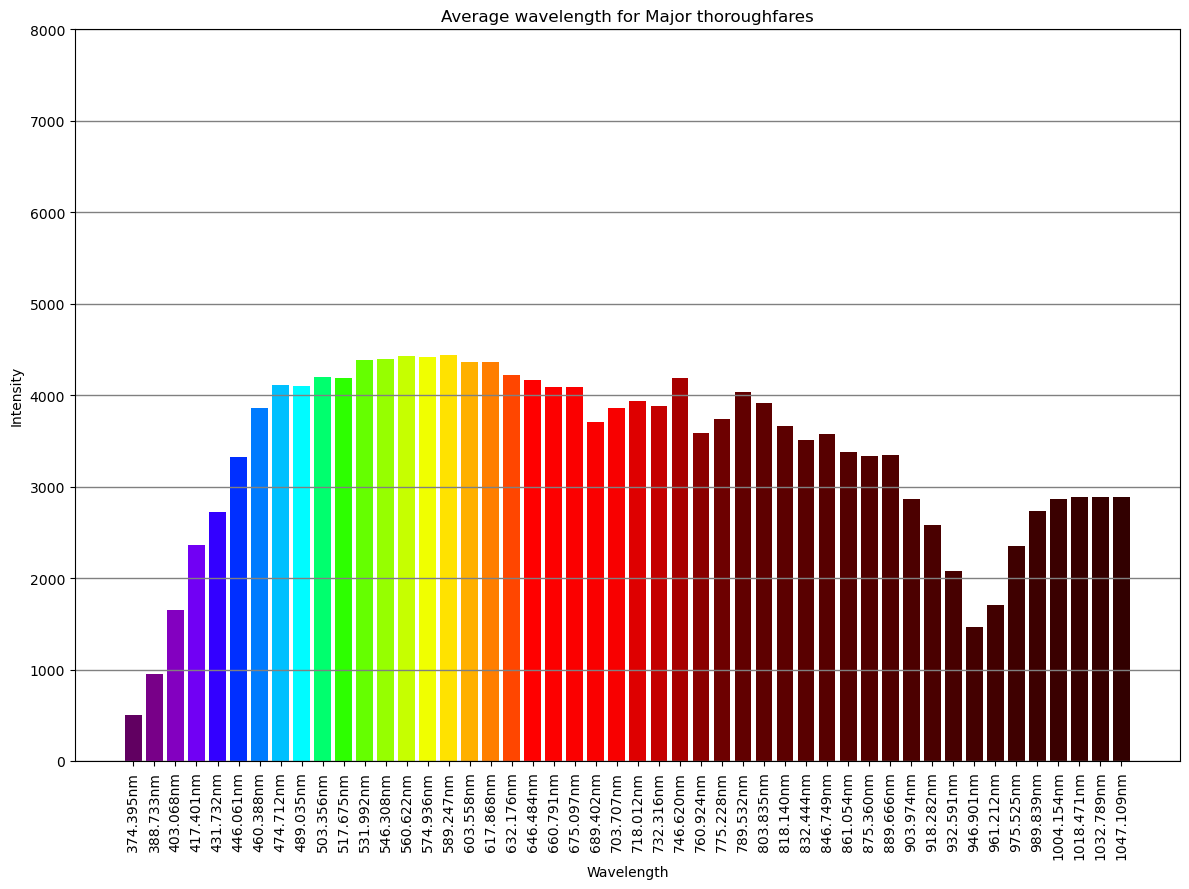 Average wavelength for Major thoroughfares
8000
7000
6000
5000
4000
3000
2000
1000
0
Intensity
374.395nm
388.733nm
403.068nm
417.401nm
431.732nm
446.061nm
460.388nm
474.712nm
489.035nm
503.356nm
517.675nm
531.992nm
546.308nm
560.622nm
574.936nm
589.247nm
603.558nm
617.868nm
632.176nm
646.484nm
660.791nm
675.097nm
689.402nm
703.707nm
718.012nm
732.316nm
746.620nm
760.924nm
775.228nm
789.532nm
803.835nm
818.140nm
832.444nm
846.749nm
861.054nm
875.360nm
889.666nm
903.974nm
918.282nm
932.591nm
946.901nm
961.212nm
975.525nm
989.839nm
1004.154nm
1018.471nm
1032.789nm
1047.109nm
Wavelength